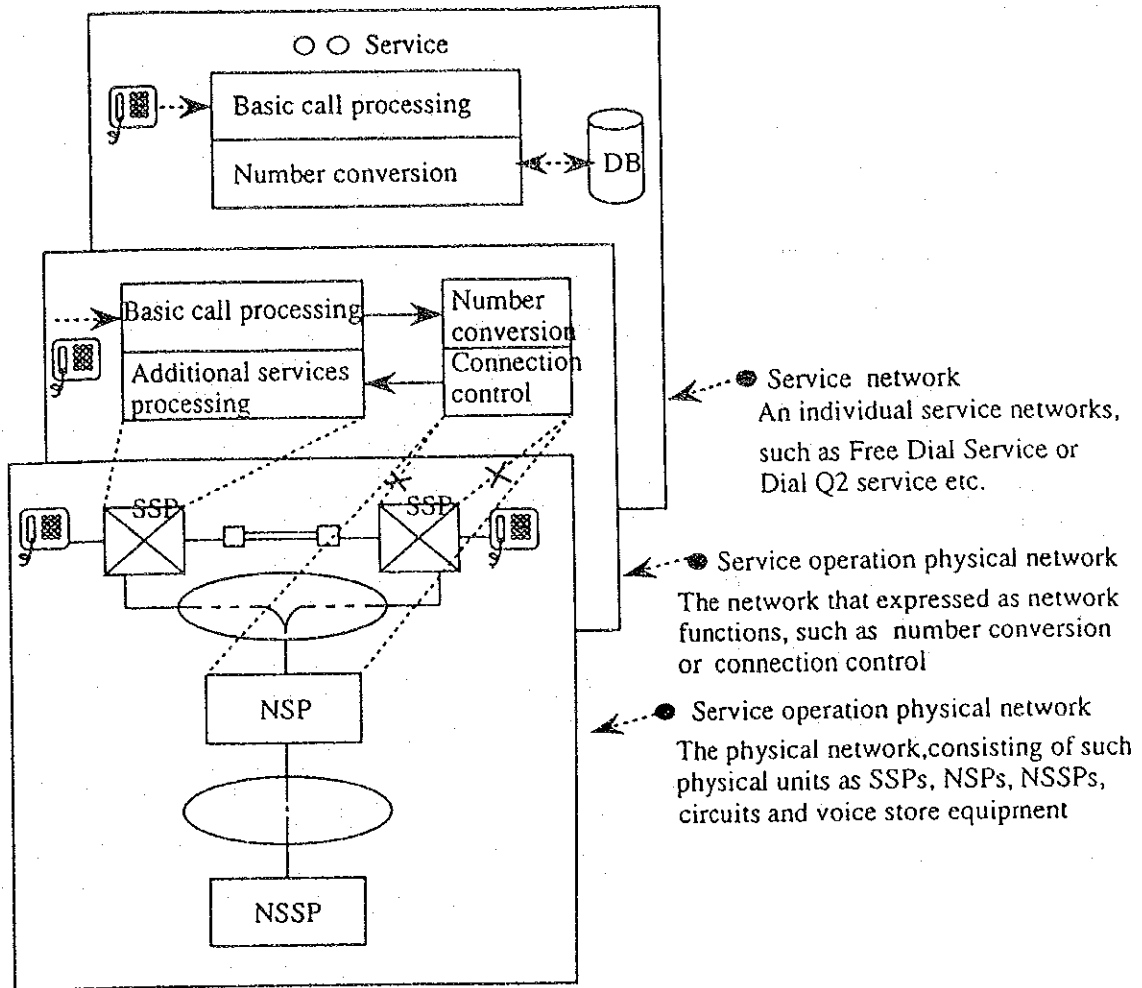 ○ ○ Service
Basic call processing
Number conversion
DB
Basic call processing
Number
conversion
Additional services
processing
Connection
control
● Service network
An individual service networks,
such as Free Dial Service or
Dial Q2 service etc.
SSP
SSP
● Service operation physical network
The network that expressed as network
functions, such as number conversion
or connection control
NSP
● Service operation physical network
The physical network,consisting of such
physical units as SSPs, NSPs, NSSPs,
circuits and voice store equipment
NSSP